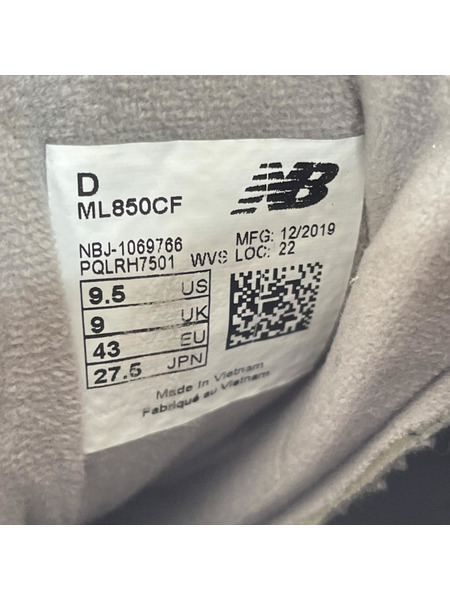 D
ML850CF
NB
NBJ-1069766
PQLRH7501 WVS
MFG: 12/2019
LOC: 22
9.5 US
9 UK
43 EU
27.5 JPN
Made In Vietnam
Fabriqué au Vietnam